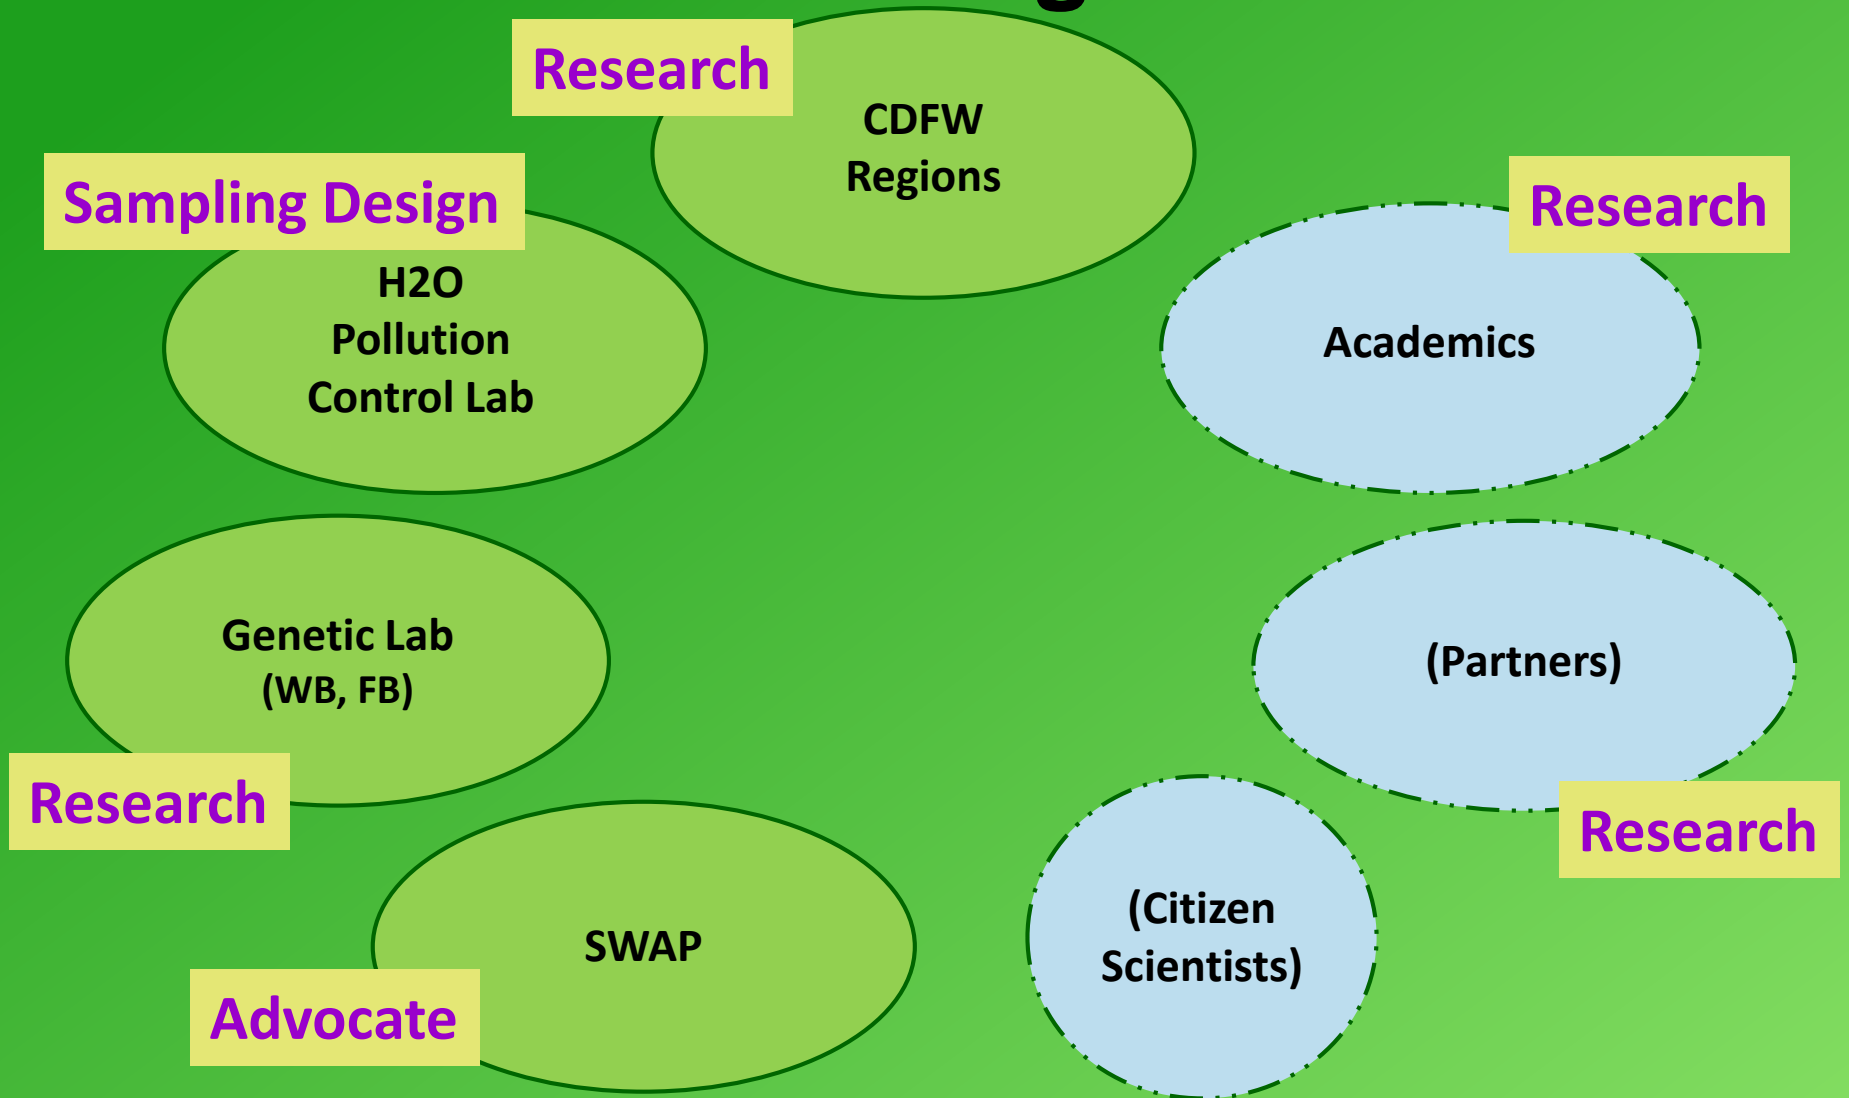 Research
CDFW
Regions
Sampling Design
H2O
Pollution
Control Lab
Research
Academics
Genetic Lab
(WB, FB)
Research
(Partners)
Research
SWAP
Advocate
(Citizen
Scientists)